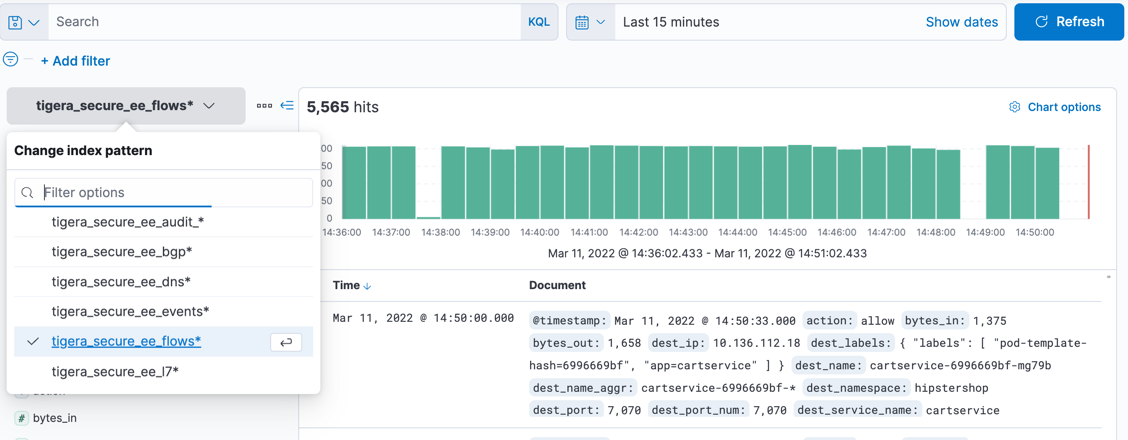 Search
KQL
Last 15 minutes
Show dates
Refresh
+ Add filter
tigera_secure_ee_flows*
5,565 hits
Chart options
Change index pattern
Filter options
tigera_secure_ee_audit_*
tigera_secure_ee_bgp*
tigera_secure_ee_dns*
tigera_secure_ee_events*
tigera_secure_ee_flows*
tigera_secure_ee_l7*
# bytes_in
00
50
00
50
0
14:36:00 14:37:00 14:38:00 14:39:00 14:40:00 14:41:00 14:42:00 14:43:00 14:44:00 14:45:00 14:46:00 14:47:00 14:48:00 14:49:00 14:50:00
Mar 11, 2022 @ 14:36:02.433 - Mar 11, 2022 @ 14:51:02.433
Time Document
Mar 11, 2022 @ 14:50:00.000
@timestamp: Mar 11, 2022 @ 14:50:33.000 action: allow bytes_in: 1,375
bytes_out: 1,658 dest_ip: 10.136.112.18 dest_labels: { "labels": [ "pod-template-
hash=6996669bf", "app=cartservice" ] } dest_name: cartservice-6996669bf-mg79b
dest_name_aggr: cartservice-6996669bf-* dest_namespace: hipstershop
dest_port: 7,070 dest_port_num: 7,070 dest_service_name: cartservice